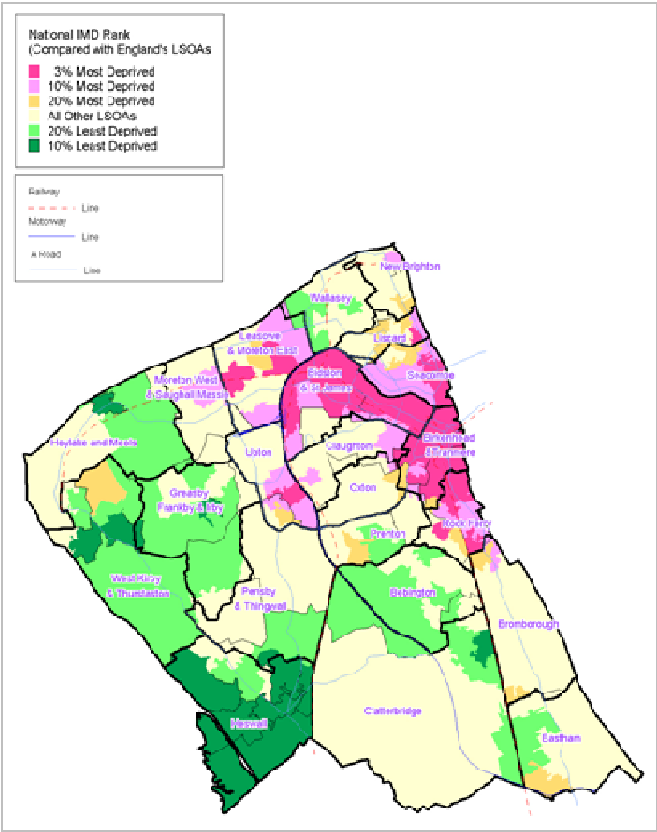 National IMD Rank
(Compared with England's LSOAs
3% Most Deprived
10% Most Deprived
20% Most Deprived
All Other LSOAs
20% Least Deprived
10% Least Deprived
Railway
Line
Motorway
Line
A Road
Line
New Brighton
Wallasey
Leasowe
& Moreton East
Liscard
Bidston
& St James
Seacombe
Moreton West
& Saughall Massie
Hoylake and Meols
Upton
Claughton
Birkenhead
& Tranmere
Oxton
Greasby
Frankby & Irby
Rock Ferry
Prenton
West Kirby
& Thurstaston
Pensby
& Thingwall
Bebington
Bromborough
Heswall
Clatterbridge
Eastham